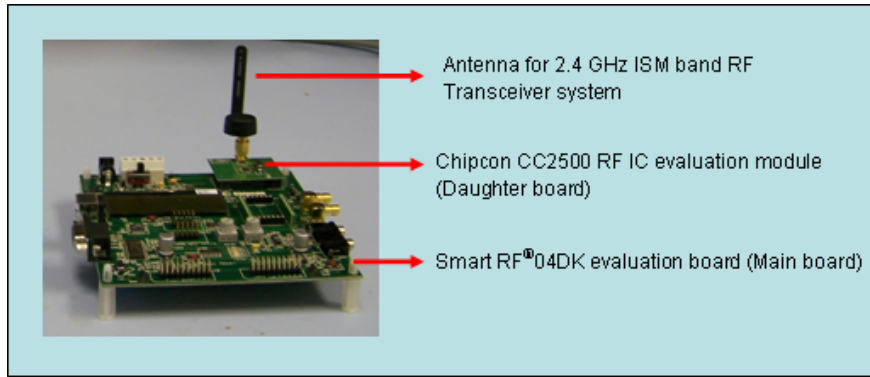 Antenna for 2.4 GHz ISM band RF
Transceiver system
Chipcon CC2500 RF IC evaluation module
(Daughter board)
Smart RF®04DK evaluation board (Main board)